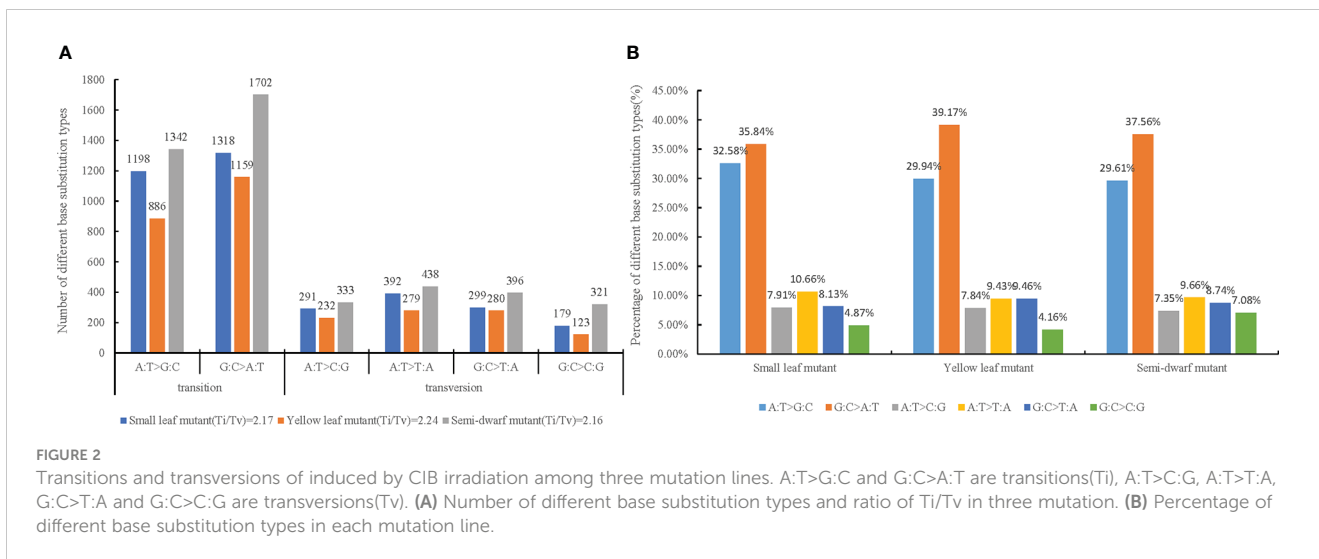 A
B
Number of different base substitution types
1800
1600
1400
1200
1000
800
600
400
200
0
1198
886
1342
1318
1159
1702
291
232
333
392
279
438
299
280
396
179
123
321
A:T>G:C
G:C>A:T
A:T>C:G
A:T>T:A
G:C>T:A
G:C>C:G
transition
transversion
Small leaf mutant(Ti/Tv)=2.17
Yellow leaf mutant(Ti/Tv)=2.24
Semi-dwarf mutant(Ti/Tv)=2.16
Percentage of different base substitution types(%)
45.00%
40.00%
35.00%
30.00%
25.00%
20.00%
15.00%
10.00%
5.00%
0.00%
32.58%
35.84%
7.91%
10.66%
8.13%
4.87%
29.94%
39.17%
7.84%
9.43%
9.46%
4.16%
29.61%
37.56%
7.35%
9.66%
8.74%
7.08%
Small leaf mutant
Yellow leaf mutant
Semi-dwarf mutant
A:T>G:C
G:C>A:T
A:T>C:G
A:T>T:A
G:C>T:A
G:C>C:G
FIGURE 2
Transitions and transversions of induced by CIB irradiation among three mutation lines. A:T>G:C and G:C>A:T are transitions(Ti), A:T>C:G, A:T>T:A,
G:C>T:A and G:C>C:G are transversions(Tv). (A) Number of different base substitution types and ratio of Ti/Tv in three mutation. (B) Percentage of
different base substitution types in each mutation line.